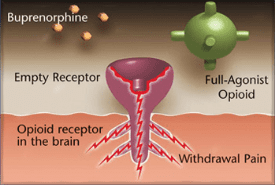 Buprenorphine
Empty Receptor
Full-Agonist
Opioid
Opioid receptor
in the brain
Withdrawal Pain